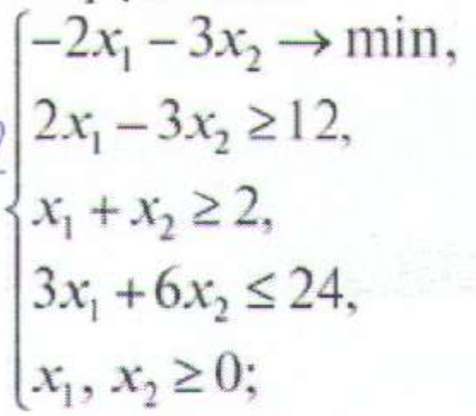 −2x₁ − 3x₂ → min,
2x₁ − 3x₂ ≥ 12,
x₁ + x₂ ≥ 2,
3x₁ + 6x₂ ≤ 24,
x₁, x₂ ≥ 0;